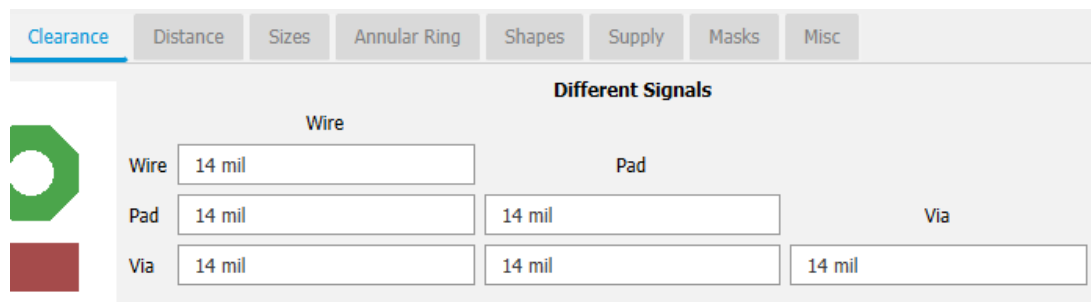 Clearance Distance Sizes Annular Ring Shapes Supply Masks Misc
Different Signals
Wire
Wire 14 mil Pad
Pad 14 mil 14 mil Via
Via 14 mil 14 mil 14 mil